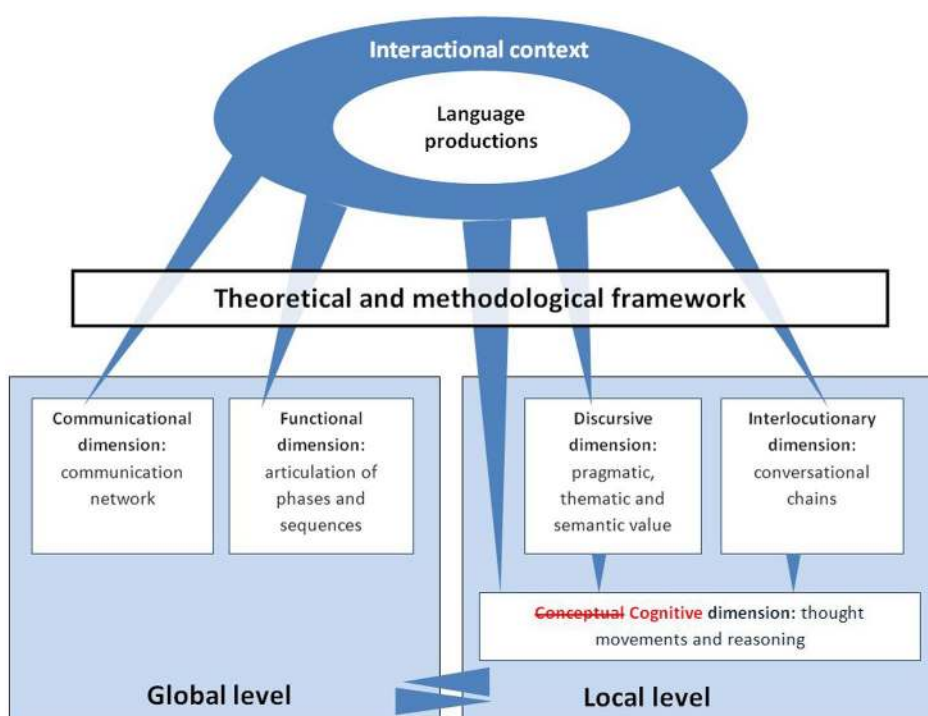 Interactional context
Language
productions
Theoretical and methodological framework
Communicational
dimension:
communication
network
Functional
dimension:
articulation of
phases and
sequences
Discursive
dimension:
pragmatic,
thematic and
semantic value
Interlocutionary
dimension:
conversational
chains
Conceptual Cognitive dimension: thought
movements and reasoning
Global level
Local level